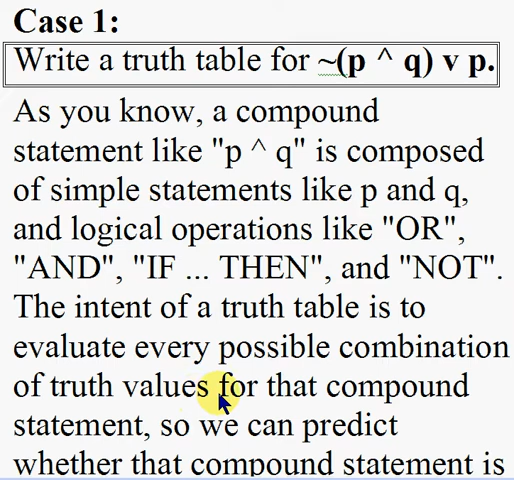 Case 1:
Write a truth table for ~(p ^ q) v p.
As you know, a compound
statement like "p ^ q" is composed
of simple statements like p and q,
and logical operations like "OR",
"AND", "IF ... THEN", and "NOT".
The intent of a truth table is to
evaluate every possible combination
of truth values for that compound
statement, so we can predict
whether that compound statement is